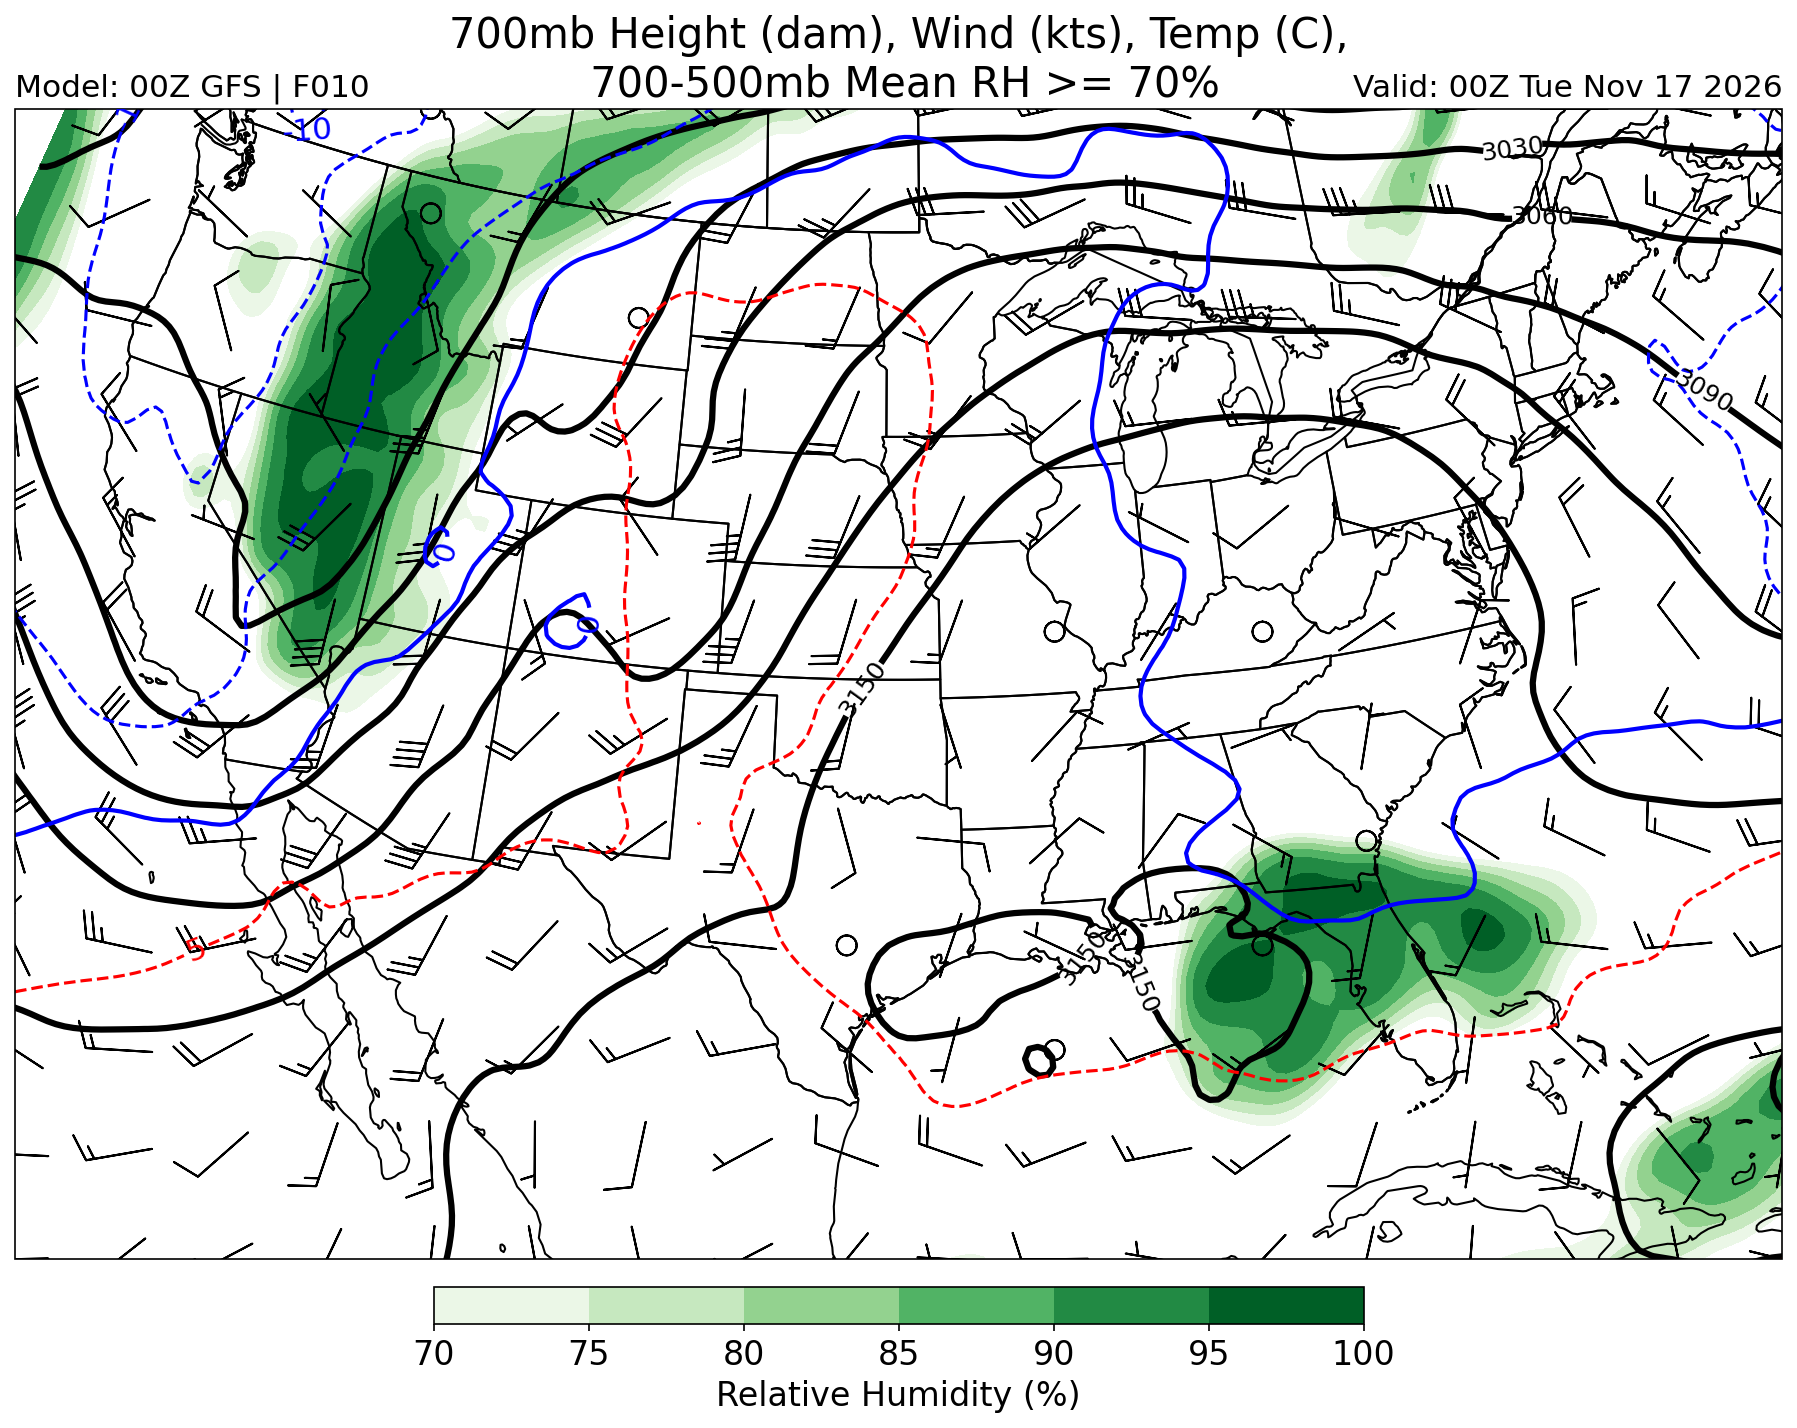 700mb Height (dam), Wind (kts), Temp (C),
700-500mb Mean RH >= 70%
Model: 00Z GFS | F010
Valid: 00Z Tue Nov 17 2026
-10
3030
3060
3090
0
0
3150
5
3150
3150
70 75 80 85 90 95 100
Relative Humidity (%)